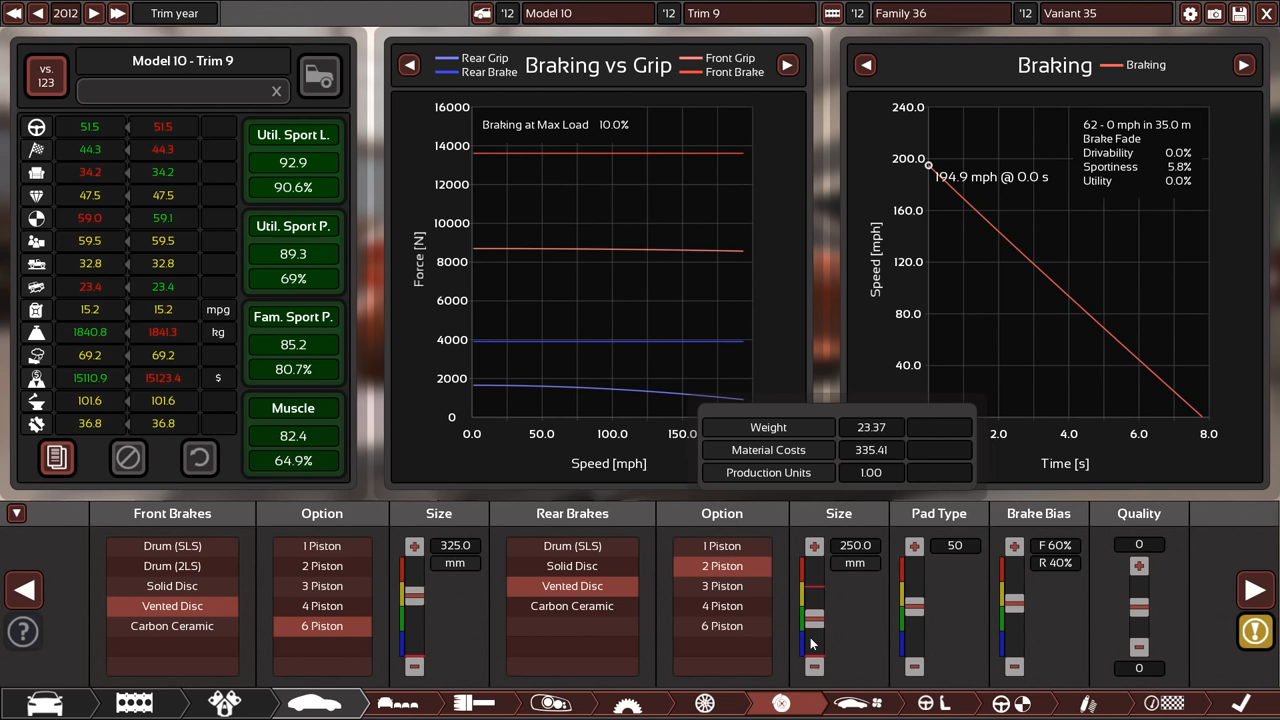 2012 Trim year '12 Model 10 '12 Trim 9 '12 Family 36 '12 Variant 35
vs. 123
Model 10 - Trim 9
X
51.5 51.5
44.3 44.3
34.2 34.2
47.5 47.5
59.0 59.1
59.5 59.5
32.8 32.8
23.4 23.4
15.2 15.2 mpg
1840.8 1841.3 kg
69.2 69.2
15110.9 15123.4 $
101.6 101.6
36.8 36.8
Util. Sport L.
92.9
90.6%
Util. Sport P.
89.3
69%
Fam. Sport P.
85.2
80.7%
Muscle
82.4
64.9%
Rear Grip
Rear Brake
Braking vs Grip
Front Grip
Front Brake
Braking at Max Load 10.0%
16000
14000
12000
10000
8000
6000
4000
2000
0
Force [N]
0.0 50.0 100.0 150.0
Speed [mph]
Braking
Braking
240.0
200.0
160.0
120.0
80.0
40.0
Speed [mph]
62 - 0 mph in 35.0 m
Brake Fade
Drivability 0.0%
Sportiness 5.8%
Utility 0.0%
194.9 mph @ 0.0 s
2.0 4.0 6.0 8.0
Time [s]
Weight 23.37
Material Costs 335.41
Production Units 1.00
Front Brakes
Drum (SLS)
Drum (2LS)
Solid Disc
Vented Disc
Carbon Ceramic
Option
1 Piston
2 Piston
3 Piston
4 Piston
6 Piston
Size
325.0
mm
Rear Brakes
Drum (SLS)
Solid Disc
Vented Disc
Carbon Ceramic
Option
1 Piston
2 Piston
3 Piston
4 Piston
6 Piston
Size
250.0
mm
Pad Type
50
Brake Bias
F 60%
R 40%
Quality
0
0
?